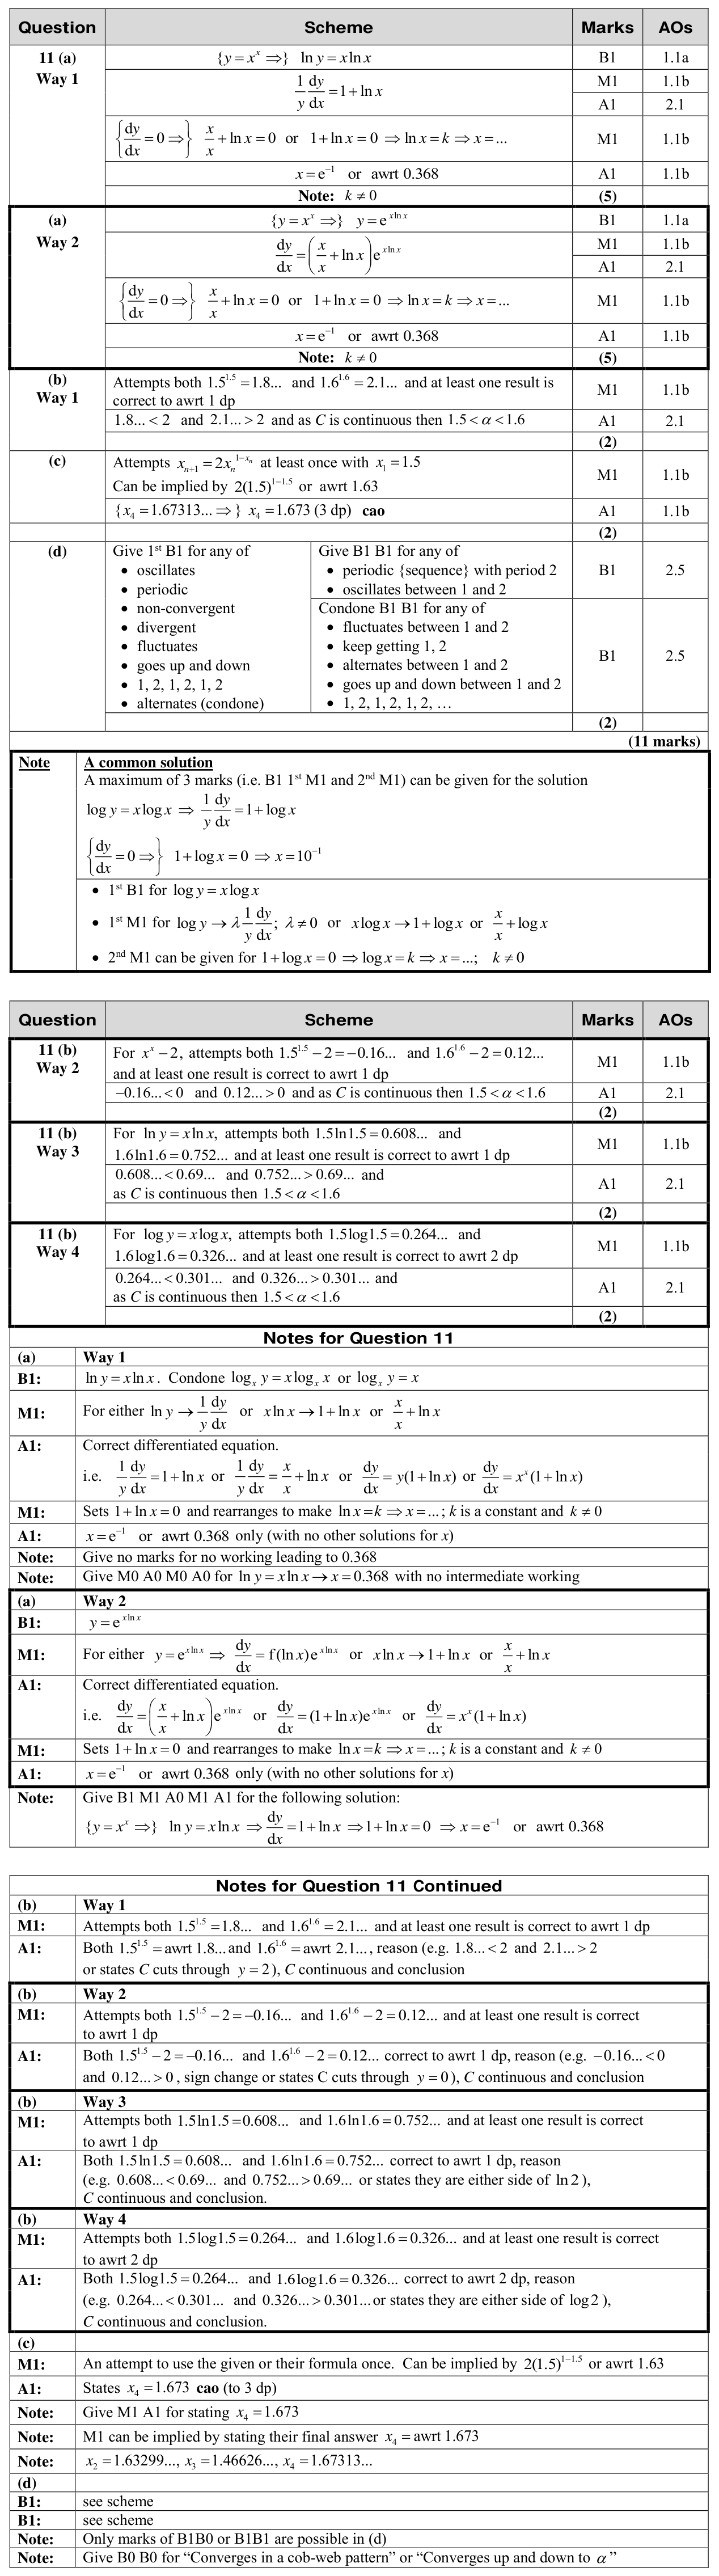 Question Scheme Marks AOs
11 (a)
Way 1
{y = x^x ⇒} ln y = x ln x B1 1.1a
(1/y)(dy/dx) = 1 + ln x M1 1.1b
A1 2.1
{dy/dx = 0 ⇒} x/x + ln x = 0 or 1 + ln x = 0 ⇒ ln x = k ⇒ x = ... M1 1.1b
x = e^{-1} or awrt 0.368 A1 1.1b
Note: k ≠ 0 (5)
(a)
Way 2
{y = x^x ⇒} y = e^{x ln x} B1 1.1a
dy/dx = (x/x + ln x) e^{x ln x} M1 1.1b
A1 2.1
{dy/dx = 0 ⇒} x/x + ln x = 0 or 1 + ln x = 0 ⇒ ln x = k ⇒ x = ... M1 1.1b
x = e^{-1} or awrt 0.368 A1 1.1b
Note: k ≠ 0 (5)
(b)
Way 1
Attempts both 1.5^{1.5} = 1.8... and 1.6^{1.6} = 2.1... and at least one result is
correct to awrt 1 dp M1 1.1b
1.8... < 2 and 2.1... > 2 and as C is continuous then 1.5 < α < 1.6 A1 2.1
(2)
(c)
Attempts x_{n+1} = 2x_n^{1-x_n} at least once with x_1 = 1.5
Can be implied by 2(1.5)^{1-1.5} or awrt 1.63 M1 1.1b
{x_4 = 1.67313... ⇒} x_4 = 1.673 (3 dp) cao A1 1.1b
(2)
(d)
Give 1st B1 for any of
• oscillates
• periodic
• non-convergent
• divergent
• fluctuates
• goes up and down
• 1, 2, 1, 2, 1, 2
• alternates (condone)
Give B1 B1 for any of
• periodic {sequence} with period 2
• oscillates between 1 and 2
B1 2.5
Condone B1 B1 for any of
• fluctuates between 1 and 2
• keep getting 1, 2
• alternates between 1 and 2
• goes up and down between 1 and 2
• 1, 2, 1, 2, 1, 2, …
B1 2.5
(2)
(11 marks)
Note A common solution
A maximum of 3 marks (i.e. B1 1st M1 and 2nd M1) can be given for the solution
log y = x log x ⇒ (1/y)(dy/dx) = 1 + log x
{dy/dx = 0 ⇒} 1 + log x = 0 ⇒ x = 10^{-1}
• 1st B1 for log y = x log x
• 1st M1 for log y → λ(1/y)(dy/dx); λ ≠ 0 or x log x → 1 + log x or x/x + log x
• 2nd M1 can be given for 1 + log x = 0 ⇒ log x = k ⇒ x = ...; k ≠ 0
Question Scheme Marks AOs
11 (b)
Way 2
For x^x − 2, attempts both 1.5^{1.5} − 2 = −0.16... and 1.6^{1.6} − 2 = 0.12...
and at least one result is correct to awrt 1 dp M1 1.1b
−0.16... < 0 and 0.12... > 0 and as C is continuous then 1.5 < α < 1.6 A1 2.1
(2)
11 (b)
Way 3
For ln y = x ln x, attempts both 1.5 ln 1.5 = 0.608... and
1.6 ln 1.6 = 0.752... and at least one result is correct to awrt 1 dp M1 1.1b
0.608... < 0.69... and 0.752... > 0.69... and
as C is continuous then 1.5 < α < 1.6 A1 2.1
(2)
11 (b)
Way 4
For log y = x log x, attempts both 1.5 log 1.5 = 0.264... and
1.6 log 1.6 = 0.326... and at least one result is correct to awrt 2 dp M1 1.1b
0.264... < 0.301... and 0.326... > 0.301... and
as C is continuous then 1.5 < α < 1.6 A1 2.1
(2)
Notes for Question 11
(a) Way 1
B1: ln y = x ln x. Condone log_x y = x log_x x or log_x y = x
M1: For either ln y → (1/y)(dy/dx) or x ln x → 1 + ln x or x/x + ln x
A1: Correct differentiated equation.
i.e. (1/y)(dy/dx) = 1 + ln x or (1/y)(dy/dx) = x/x + ln x or dy/dx = y(1 + ln x) or dy/dx = x^x(1 + ln x)
M1: Sets 1 + ln x = 0 and rearranges to make ln x = k ⇒ x = ...; k is a constant and k ≠ 0
A1: x = e^{-1} or awrt 0.368 only (with no other solutions for x)
Note: Give no marks for no working leading to 0.368
Note: Give M0 A0 M0 A0 for ln y = x ln x → x = 0.368 with no intermediate working
(a) Way 2
B1: y = e^{x ln x}
M1: For either y = e^{x ln x} ⇒ dy/dx = f(ln x)e^{x ln x} or x ln x → 1 + ln x or x/x + ln x
A1: Correct differentiated equation.
i.e. dy/dx = (x/x + ln x)e^{x ln x} or dy/dx = (1 + ln x)e^{x ln x} or dy/dx = x^x(1 + ln x)
M1: Sets 1 + ln x = 0 and rearranges to make ln x = k ⇒ x = ...; k is a constant and k ≠ 0
A1: x = e^{-1} or awrt 0.368 only (with no other solutions for x)
Note: Give B1 M1 A0 M1 A1 for the following solution:
{y = x^x ⇒} ln y = x ln x ⇒ dy/dx = 1 + ln x ⇒ 1 + ln x = 0 ⇒ x = e^{-1} or awrt 0.368
Notes for Question 11 Continued
(b) Way 1
M1: Attempts both 1.5^{1.5} = 1.8... and 1.6^{1.6} = 2.1... and at least one result is correct to awrt 1 dp
A1: Both 1.5^{1.5} = awrt 1.8... and 1.6^{1.6} = awrt 2.1..., reason (e.g. 1.8... < 2 and 2.1... > 2
or states C cuts through y = 2), C continuous and conclusion
(b) Way 2
M1: Attempts both 1.5^{1.5} − 2 = −0.16... and 1.6^{1.6} − 2 = 0.12... and at least one result is correct
to awrt 1 dp
A1: Both 1.5^{1.5} − 2 = −0.16... and 1.6^{1.6} − 2 = 0.12... correct to awrt 1 dp, reason (e.g. −0.16... < 0
and 0.12... > 0, sign change or states C cuts through y = 0), C continuous and conclusion
(b) Way 3
M1: Attempts both 1.5 ln 1.5 = 0.608... and 1.6 ln 1.6 = 0.752... and at least one result is correct
to awrt 1 dp
A1: Both 1.5 ln 1.5 = 0.608... and 1.6 ln 1.6 = 0.752... correct to awrt 1 dp, reason
(e.g. 0.608... < 0.69... and 0.752... > 0.69... or states they are either side of ln 2),
C continuous and conclusion.
(b) Way 4
M1: Attempts both 1.5 log 1.5 = 0.264... and 1.6 log 1.6 = 0.326... and at least one result is correct
to awrt 2 dp
A1: Both 1.5 log 1.5 = 0.264... and 1.6 log 1.6 = 0.326... correct to awrt 2 dp, reason
(e.g. 0.264... < 0.301... and 0.326... > 0.301... or states they are either side of log 2),
C continuous and conclusion.
(c)
M1: An attempt to use the given or their formula once. Can be implied by 2(1.5)^{1-1.5} or awrt 1.63
A1: States x_4 = 1.673 cao (to 3 dp)
Note: Give M1 A1 for stating x_4 = 1.673
Note: M1 can be implied by stating their final answer x_4 = awrt 1.673
Note: x_2 = 1.63299..., x_3 = 1.46626..., x_4 = 1.67313...
(d)
B1: see scheme
B1: see scheme
Note: Only marks of B1B0 or B1B1 are possible in (d)
Note: Give B0 B0 for “Converges in a cob-web pattern” or “Converges up and down to α”